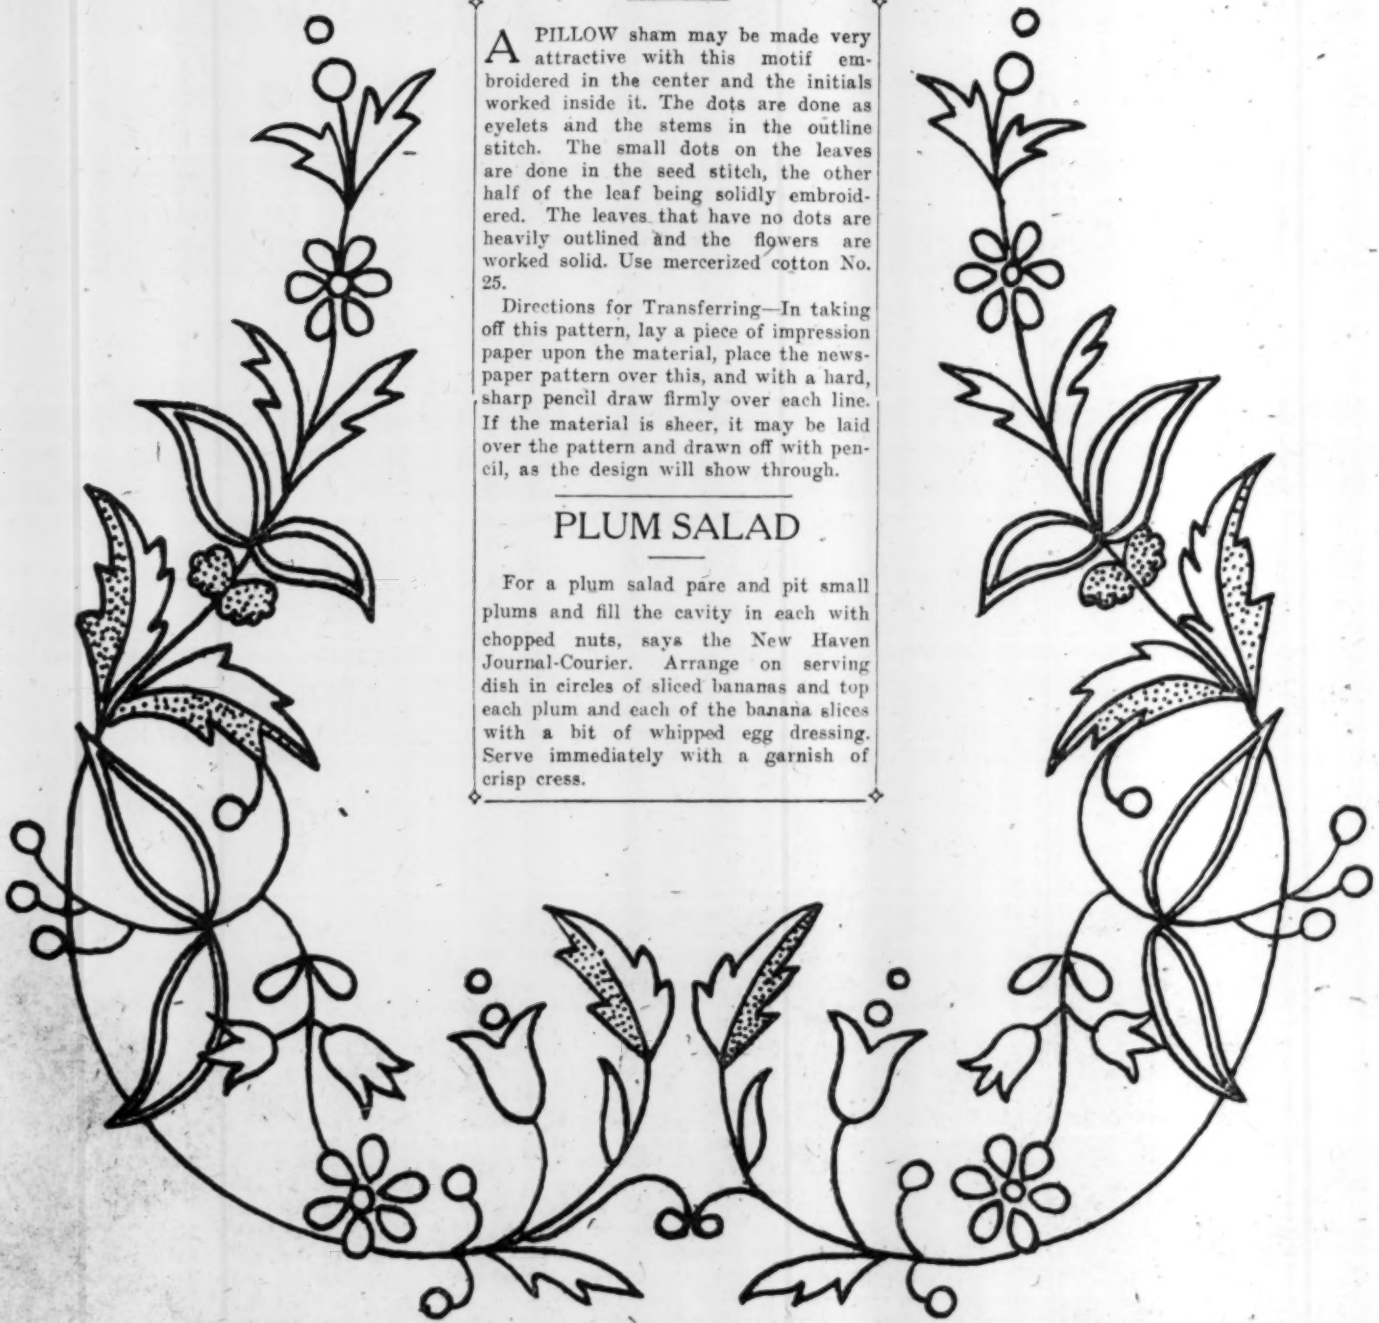 A PILLOW sham may be made very
attractive with this motif em-
broidered in the center and the initials
worked inside it. The dots are done as
eyelets and the stems in the outline
stitch. The small dots on the leaves
are done in the seed stitch, the other
half of the leaf being solidly embroid-
ered. The leaves that have no dots are
heavily outlined and the flowers are
worked solid. Use mercerized cotton No.
25.
Directions for Transferring—In taking
off this pattern, lay a piece of impression
paper upon the material, place the news-
paper pattern over this, and with a hard,
sharp pencil draw firmly over each line.
If the material is sheer, it may be laid
over the pattern and drawn off with pen-
cil, as the design will show through.
PLUM SALAD
For a plum salad pare and pit small
plums and fill the cavity in each with
chopped nuts, says the New Haven
Journal-Courier. Arrange on serving
dish in circles of sliced bananas and top
each plum and each of the banana slices
with a bit of whipped egg dressing.
Serve immediately with a garnish of
crisp cress.